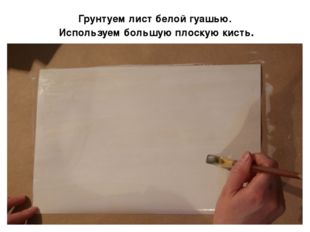 Грунтуем лист белой гуашью.
Используем большую плоскую кисть.